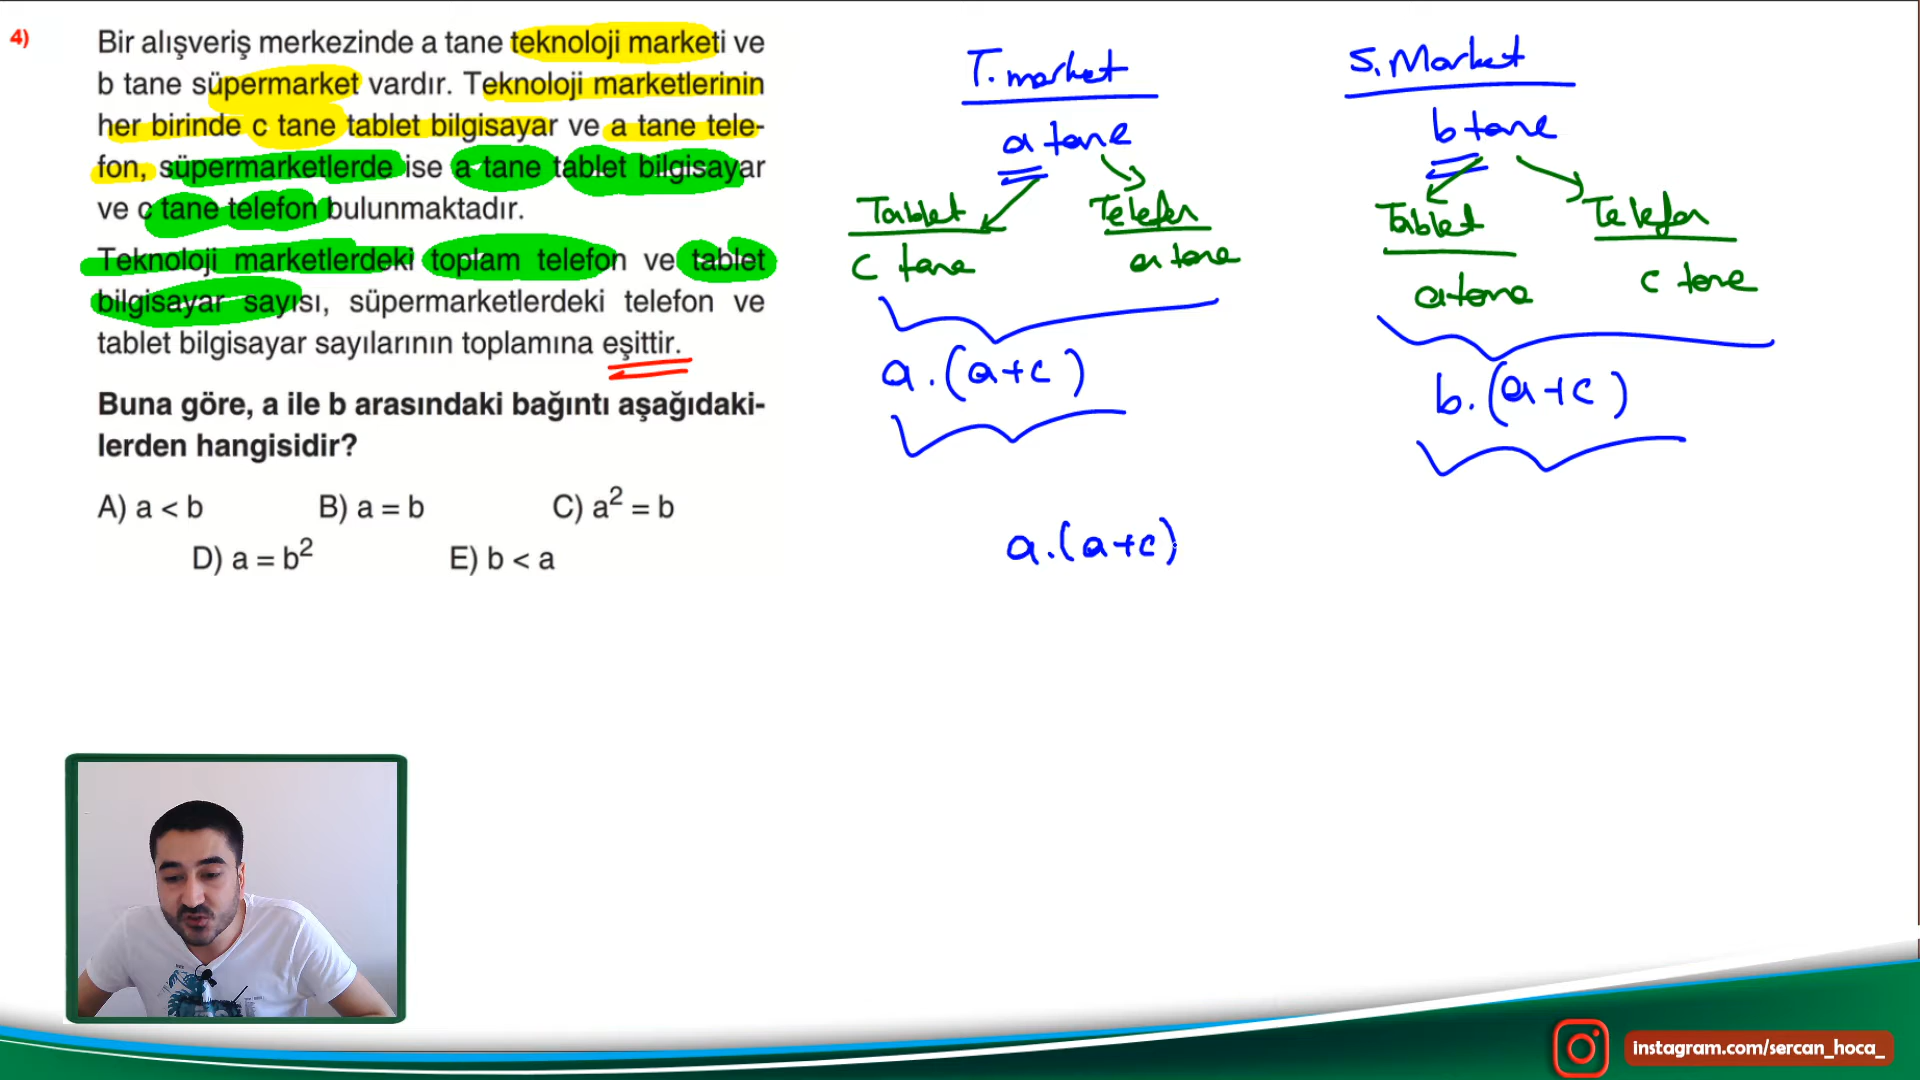 4)
Bir alışveriş merkezinde a tane teknoloji marketi ve
b tane süpermarket vardır. Teknoloji marketlerinin
her birinde c tane tablet bilgisayar ve a tane tele-
fon, süpermarketlerde ise a tane tablet bilgisayar
ve c tane telefon bulunmaktadır.
Teknoloji marketlerdeki toplam telefon ve tablet
bilgisayar sayısı, süpermarketlerdeki telefon ve
tablet bilgisayar sayılarının toplamına eşittir.
Buna göre, a ile b arasındaki bağıntı aşağıdaki-
lerden hangisidir?
A) a < b B) a = b C) a² = b
D) a = b² E) b < a
T. market
a tane
Tablet Telefon
c tane a tane
a.(a+c)
S. Market
b tane
Tablet Telefon
a tane c tane
b.(a+c)
a.(a+c)
instagram.com/sercan_hoca_